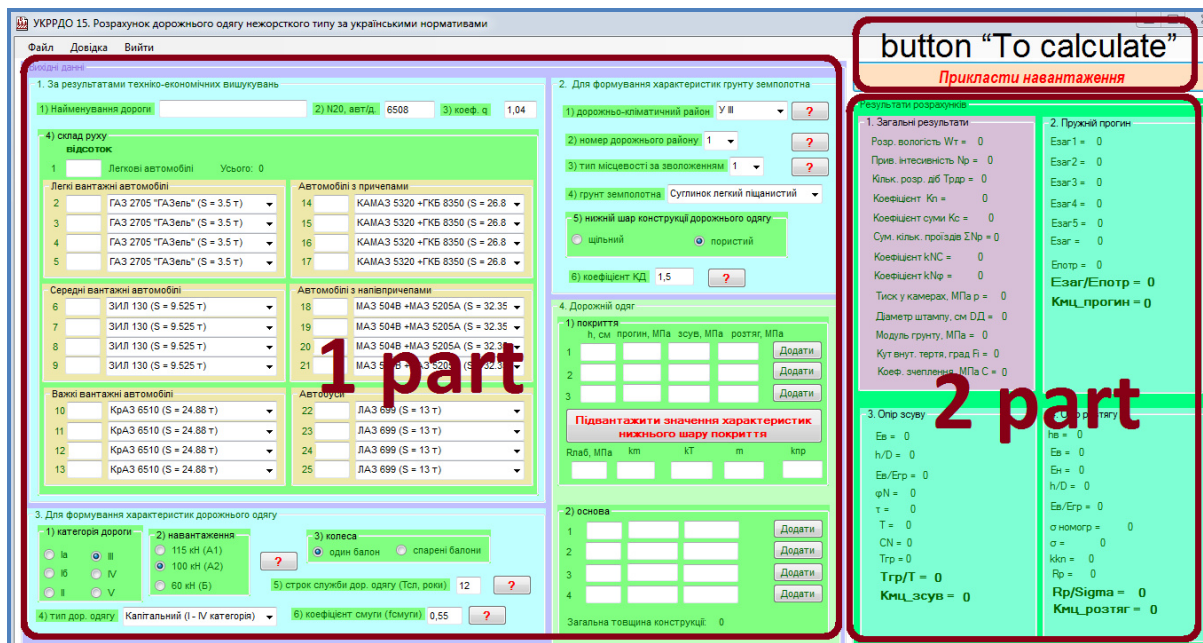 УКРРДО 15. Розрахунок дорожнього одягу нежорсткого типу за українськими нормативами
Файл Довідка Вийти
button “To calculate”
Прикласти навантаження
Вихідні данні
1. За результатами техніко-економічних вишукувань
1) Найменування дороги 2) N20, авт/д. 6508 3) коеф. q 1,04
4) склад руху
відсоток
1 Легкові автомобілі Усього: 0
Легкі вантажні автомобілі
2 ГАЗ 2705 "ГАЗель" (S = 3.5 т)
3 ГАЗ 2705 "ГАЗель" (S = 3.5 т)
4 ГАЗ 2705 "ГАЗель" (S = 3.5 т)
5 ГАЗ 2705 "ГАЗель" (S = 3.5 т)
Автомобілі з причепами
14 КАМАЗ 5320 +ГКБ 8350 (S = 26.8
15 КАМАЗ 5320 +ГКБ 8350 (S = 26.8
16 КАМАЗ 5320 +ГКБ 8350 (S = 26.8
17 КАМАЗ 5320 +ГКБ 8350 (S = 26.8
Середні вантажні автомобілі
6 ЗИЛ 130 (S = 9.525 т)
7 ЗИЛ 130 (S = 9.525 т)
8 ЗИЛ 130 (S = 9.525 т)
9 ЗИЛ 130 (S = 9.525 т)
Автомобілі з напівпричепами
18 МАЗ 504В +МАЗ 5205А (S = 32.35
19 МАЗ 504В +МАЗ 5205А (S = 32.35
20 МАЗ 504В +МАЗ 5205А (S = 32.35
21
1 part
Важкі вантажні автомобілі
10 КрАЗ 6510 (S = 24.88 т)
11 КрАЗ 6510 (S = 24.88 т)
12 КрАЗ 6510 (S = 24.88 т)
13 КрАЗ 6510 (S = 24.88 т)
Автобуси
22 ЛАЗ 699 (S = 13 т)
23 ЛАЗ 699 (S = 13 т)
24 ЛАЗ 699 (S = 13 т)
25 ЛАЗ 699 (S = 13 т)
3. Для формування характеристик дорожнього одягу
1) категорія дороги
Іа ІІІ
Іб IV
ІІ V
2) навантаження
115 кН (А1)
100 кН (А2)
60 кН (Б)
?
3) колеса
один балон спарені балони
5) строк служби дор. одягу (Тсл, роки) 12 ?
4) тип дор. одягу Капітальний (І - IV категорія) 6) коефіцієнт смуги (fсмуги) 0,55 ?
2. Для формування характеристик грунту земполотна
1) дорожньо-кліматичний район У ІІІ ?
2) номер дорожнього району 1 ?
3) тип місцевості за зволоженням 1 ?
4) грунт земполотна Суглинок легкий піщанистий
5) нижній шар конструкції дорожнього одягу
щільний пористий
6) коефіцієнт КД 1,5 ?
4. Дорожній одяг
1) покриття
h, см прогин, МПа зсув, МПа розтяг, МПа
1 Додати
2 Додати
3 Додати
Підвантажити значення характеристик
нижнього шару покриття
Rлаб, МПа km kТ m kпр
2) основа
1 Додати
2 Додати
3 Додати
4 Додати
Загальна товщина конструкції: 0
Результати розрахунків
1. Загальні результати
Розр. вологість Wт = 0
Прив. інтесивність Np = 0
Кільк. розр. діб Трдр = 0
Коефіцієнт Kn = 0
Коефіцієнт суми Kc = 0
Сум. кільк. проїздів ΣNp = 0
Коефіцієнт kNC = 0
Коефіцієнт kNφ = 0
Тиск у камерах, МПа p = 0
Діаметр штампу, см DД = 0
Модуль грунту, МПа = 0
Кут внут. тертя, град Fi = 0
Коеф. зчеплення, МПа С = 0
2. Пружній прогин
Eзаг1 = 0
Eзаг2 = 0
Eзаг3 = 0
Eзаг4 = 0
Eзаг5 = 0
Eзаг = 0
Eпотр = 0
Eзаг/Eпотр = 0
Кмц_прогин = 0
2 part
3. Опір зсуву
Eв = 0
h/D = 0
Eв/Eгр = 0
φN = 0
τ = 0
T = 0
CN = 0
Tгр = 0
Tгр/T = 0
Кмц_зсув = 0
hв = 0
Eв = 0
Eн = 0
h/D = 0
Eв/Eгр = 0
σ номогр = 0
σ = 0
kкп = 0
Rp = 0
Rp/Sigma = 0
Кмц_розтяг = 0